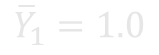 Ȳ₁ = 1.0